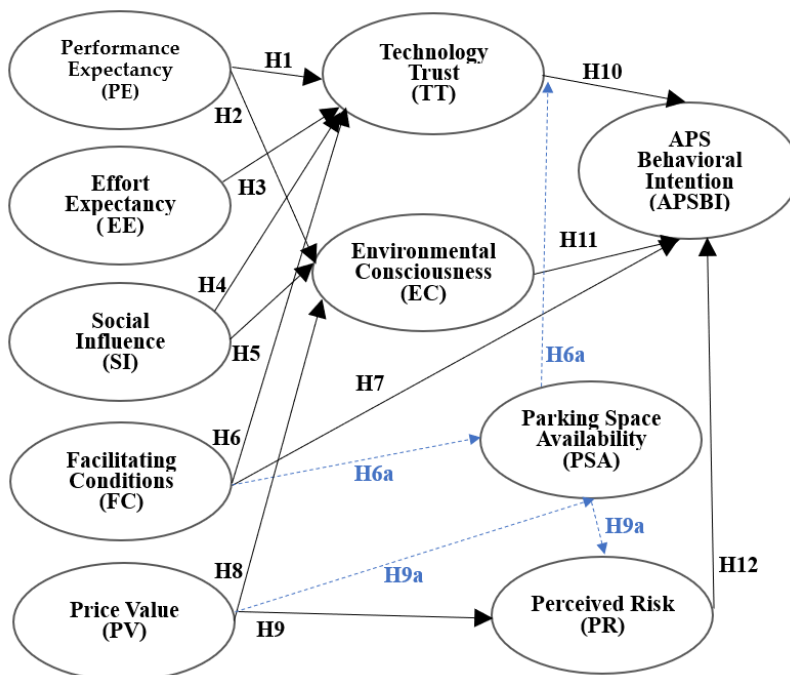 Performance
Expectancy
(PE)
H1
Technology
Trust
(TT)
H10
H2
APS
Behavioral
Intention
(APSBI)
Effort
Expectancy
(EE)
H3
Environmental
Consciousness
(EC)
H11
H4
Social
Influence
(SI)
H5
H6a
H7
Parking Space
Availability
(PSA)
H6
Facilitating
Conditions
(FC)
H6a
H9a
H8
H9a
H12
Price Value
(PV)
H9
Perceived Risk
(PR)